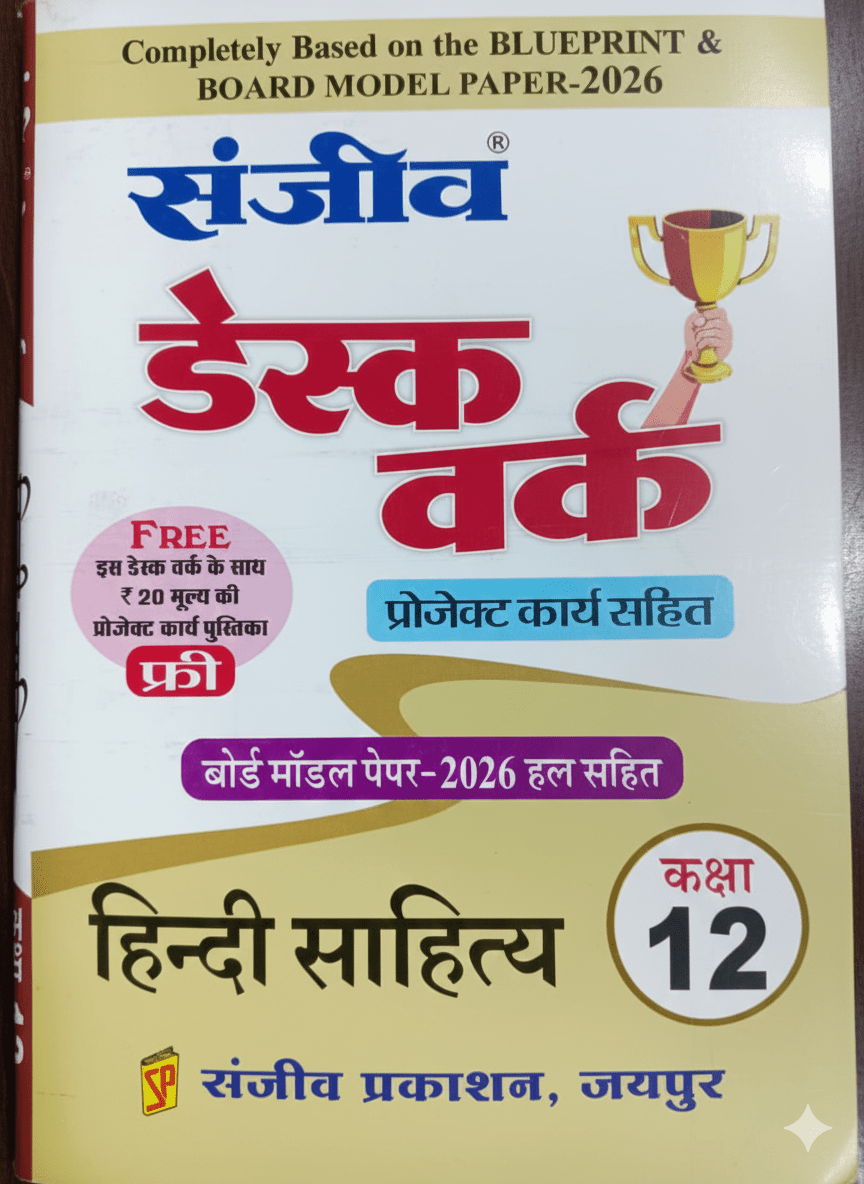 Completely Based on the BLUEPRINT &
BOARD MODEL PAPER-2026
संजीव®
डेस्क
वर्क
FREE
इस डेस्क वर्क के साथ
₹ 20 मूल्य की
प्रोजेक्ट कार्य पुस्तिका
फ्री
प्रोजेक्ट कार्य सहित
बोर्ड मॉडल पेपर-2026 हल सहित
हिन्दी साहित्य
कक्षा
12
SP
संजीव प्रकाशन, जयपुर